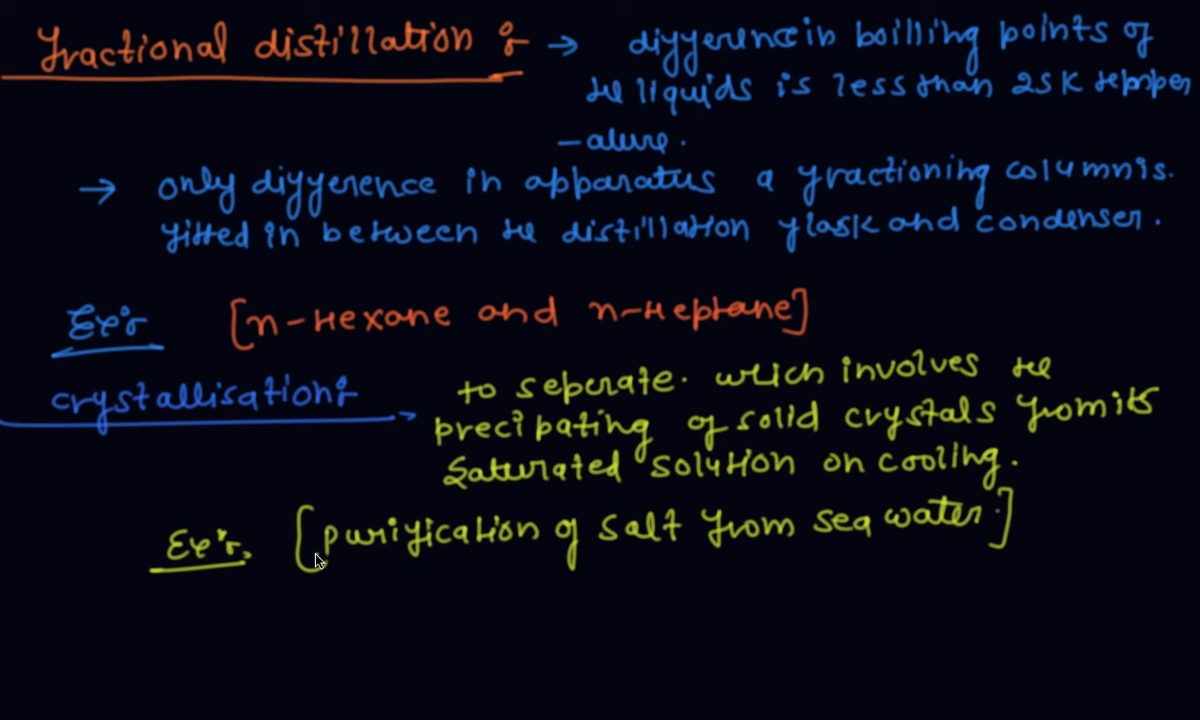 fractional distillation :-> difference in boilling points of
the liquids is less than 25K temper
-ature.
-> only difference in apparatus a fractioning column is.
fitted in between the distillation flask and condenser.
Ex:- [n-Hexane and n-Heptane]
crystallisation:-> to seperate. which involves the
precipating of solid crystals from its
Saturated solution on cooling.
Ex:-. [purification of salt from sea water.]